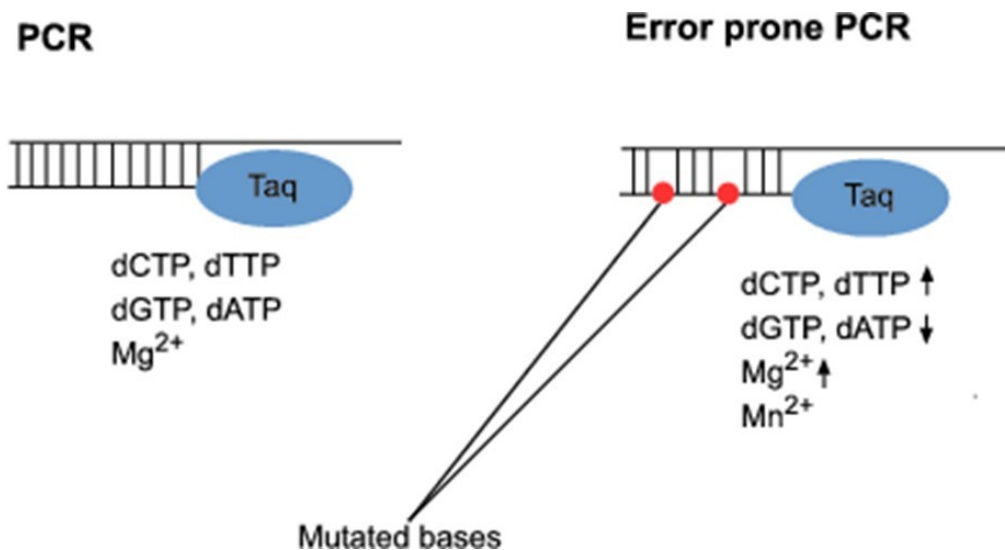 PCR
Taq
dCTP, dTTP
dGTP, dATP
Mg²⁺
Error prone PCR
Taq
dCTP, dTTP ↑
dGTP, dATP ↓
Mg²⁺ ↑
Mn²⁺
Mutated bases